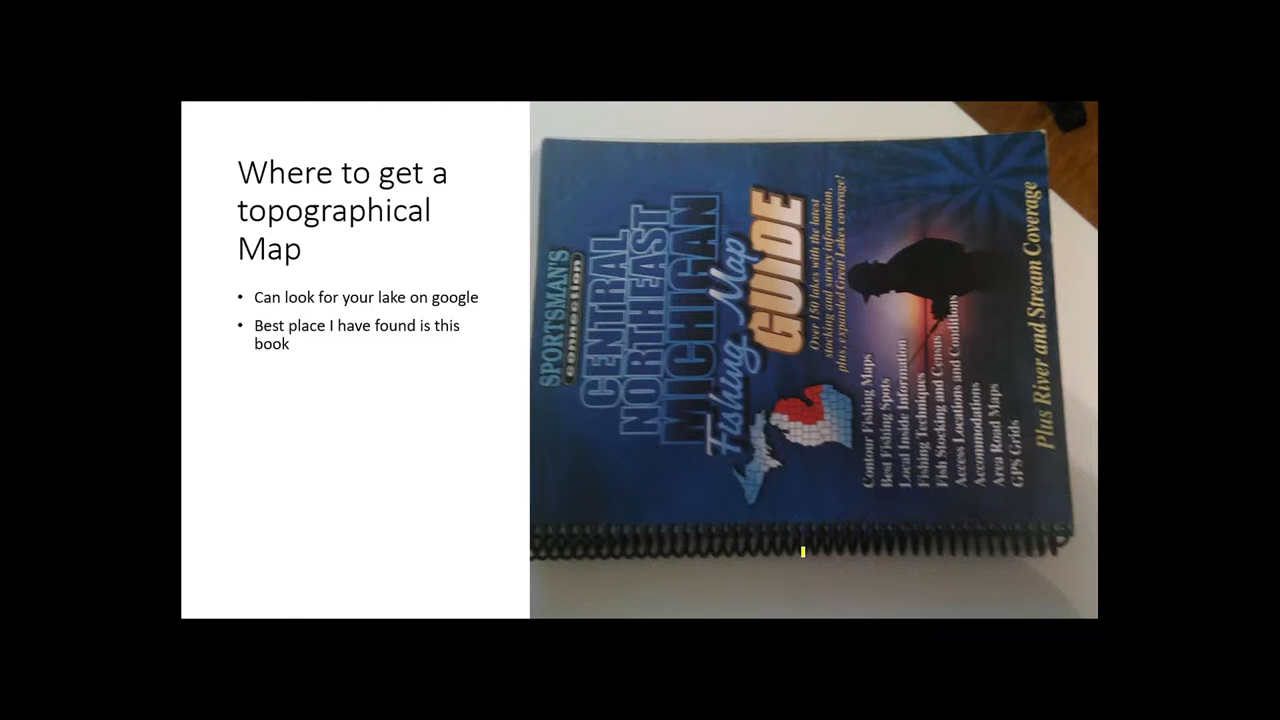 Where to get a
topographical
Map
• Can look for your lake on google
• Best place I have found is this
book
SPORTSMAN'S
connection
CENTRAL
NORTHEAST
MICHIGAN
Fishing Map
GUIDE
Over 150 lakes with the latest
stocking and survey information,
plus, expanded Great Lakes coverage!
Contour Fishing Maps
Best Fishing Spots
Local Inside Information
Fishing Techniques
Fish Stocking and Census
Access Locations and Conditions
Accommodations
Area Road Maps
GPS Grids
Plus River and Stream Coverage